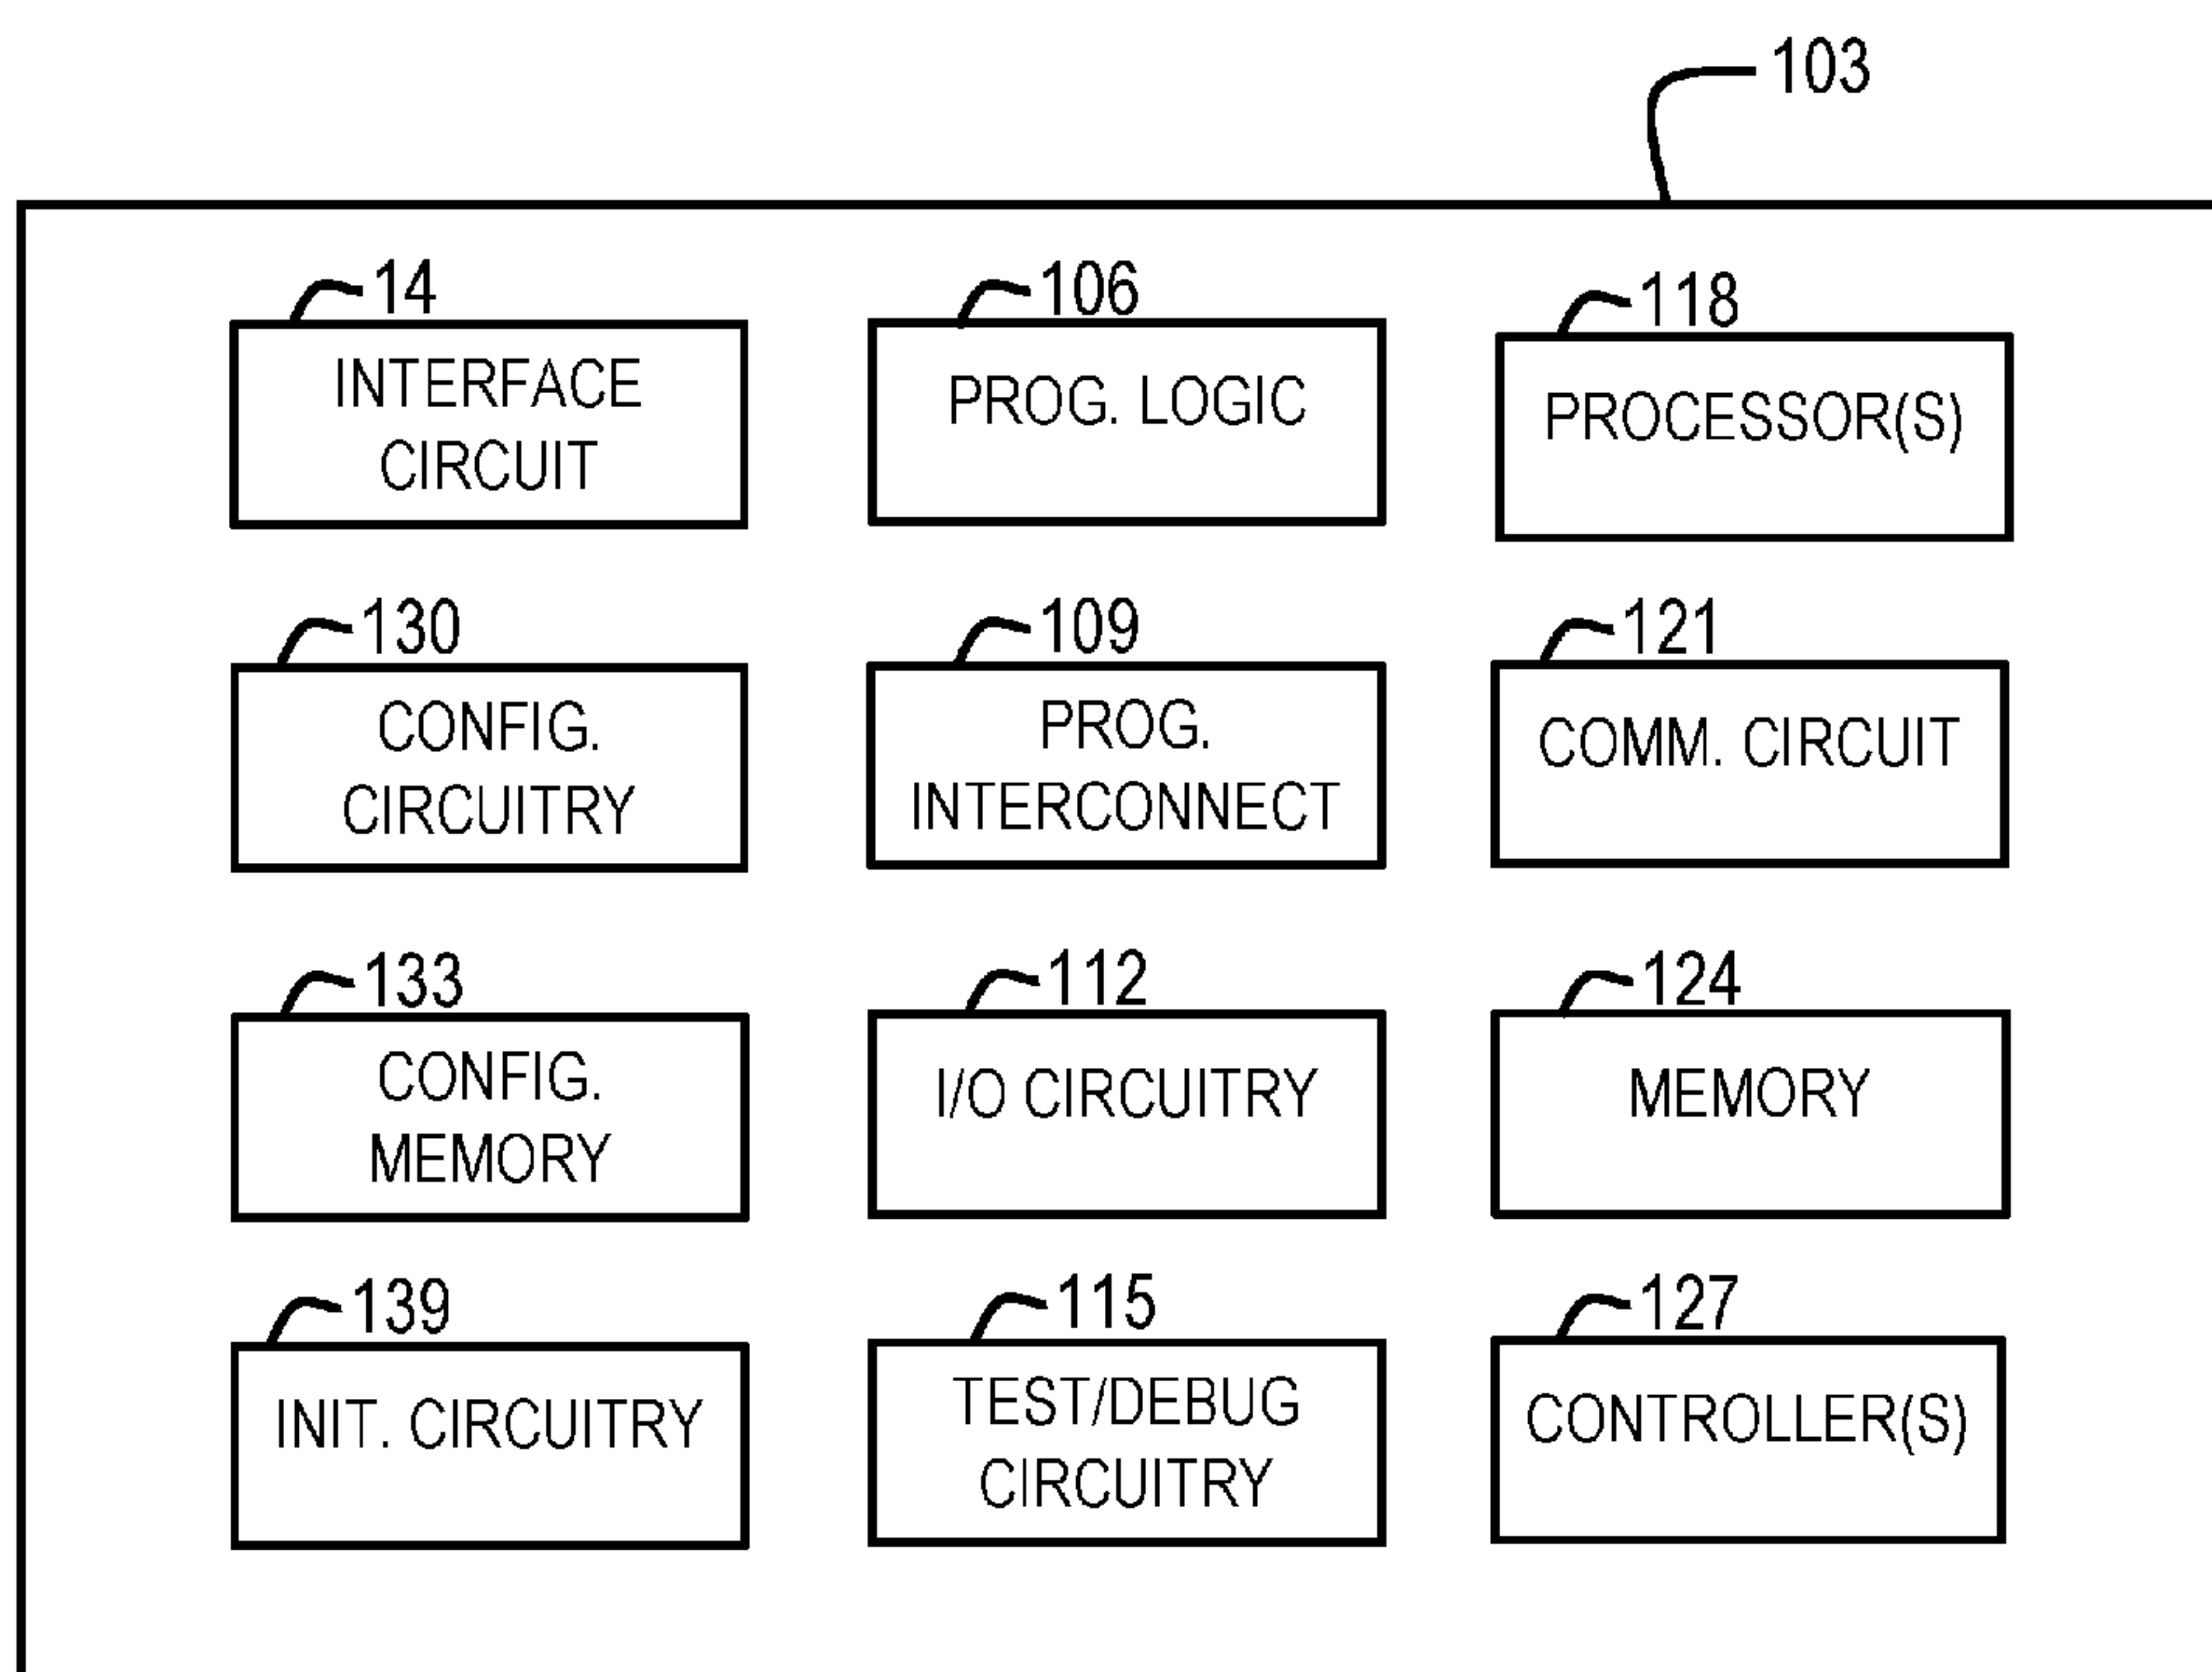 103
14
INTERFACE
CIRCUIT
106
PROG. LOGIC
118
PROCESSOR(S)
130
CONFIG.
CIRCUITRY
109
PROG.
INTERCONNECT
121
COMM. CIRCUIT
133
CONFIG.
MEMORY
112
I/O CIRCUITRY
124
MEMORY
139
INIT. CIRCUITRY
115
TEST/DEBUG
CIRCUITRY
127
CONTROLLER(S)